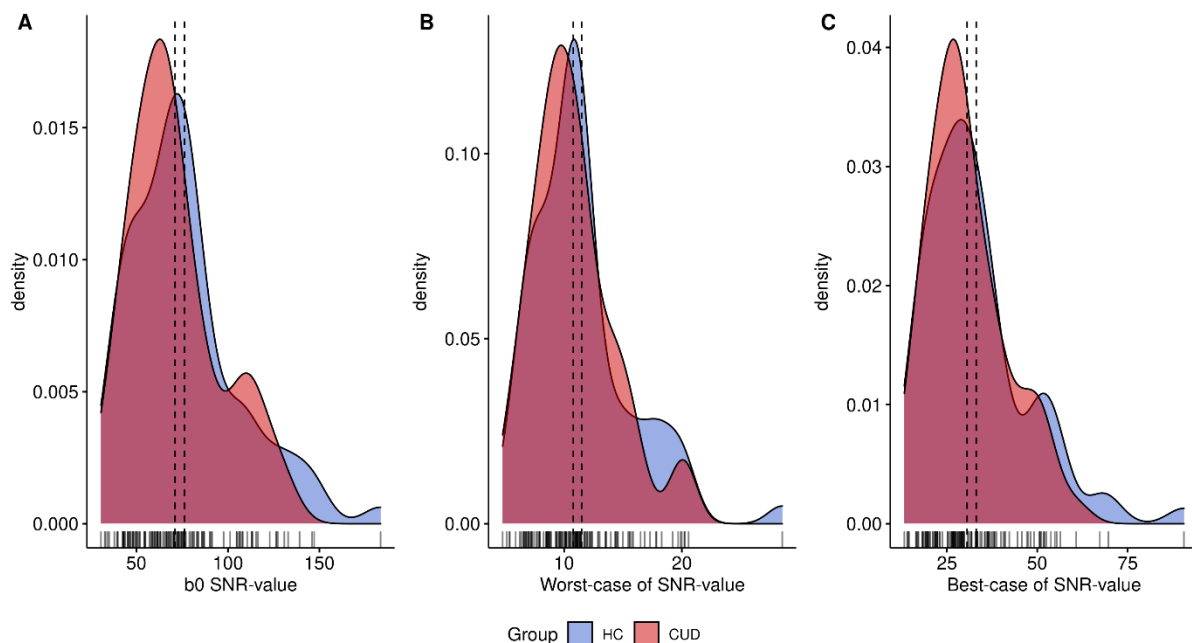 A
B
C
density
0.015
0.010
0.005
0.000
50
100
150
b0 SNR-value
density
0.10
0.05
0.00
10
20
Worst-case of SNR-value
density
0.04
0.03
0.02
0.01
0.00
25
50
75
Best-case of SNR-value
Group HC CUD